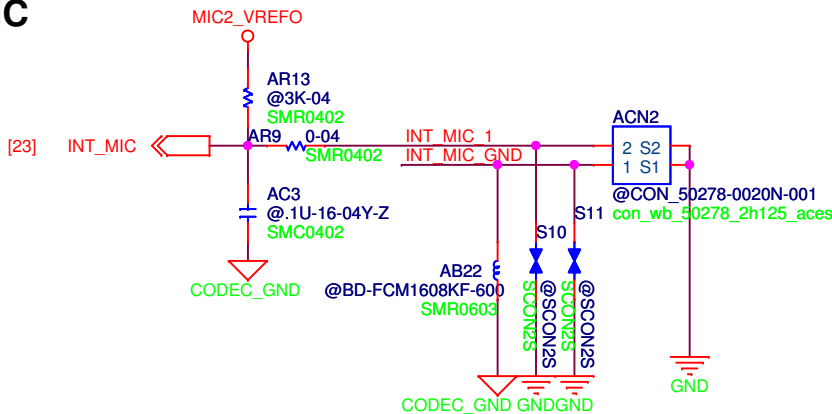 C
MIC2_VREFO
AR13
@3K-04
SMR0402
[23]
INT_MIC
AR9
0-04
SMR0402
INT_MIC_1
INT_MIC_GND
ACN2
2 S2
1 S1
@CON_50278-0020N-001
con_wb_50278_2h125_aces
AC3
@.1U-16-04Y-Z
SMC0402
CODEC_GND
S11
S10
AB22
@BD-FCM1608KF-600
SMR0603
SCON2S
@SCON2S
SCON2S
@SCON2S
CODEC_GND
GND
GND
GND